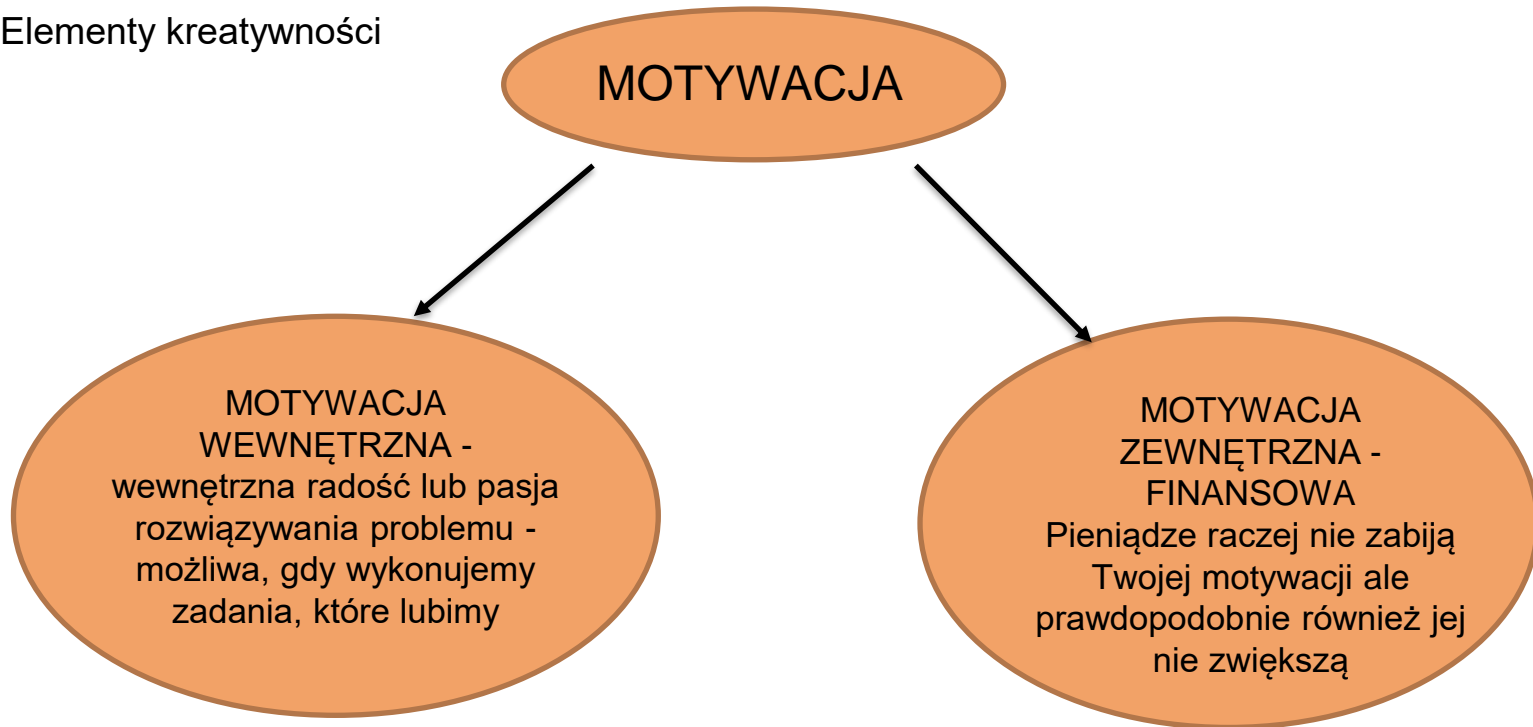 Elementy kreatywności
MOTYWACJA
MOTYWACJA
WEWNĘTRZNA -
wewnętrzna radość lub pasja
rozwiązywania problemu -
możliwa, gdy wykonujemy
zadania, które lubimy
MOTYWACJA
ZEWNĘTRZNA -
FINANSOWA
Pieniądze raczej nie zabiją
Twojej motywacji ale
prawdopodobnie również jej
nie zwiększą